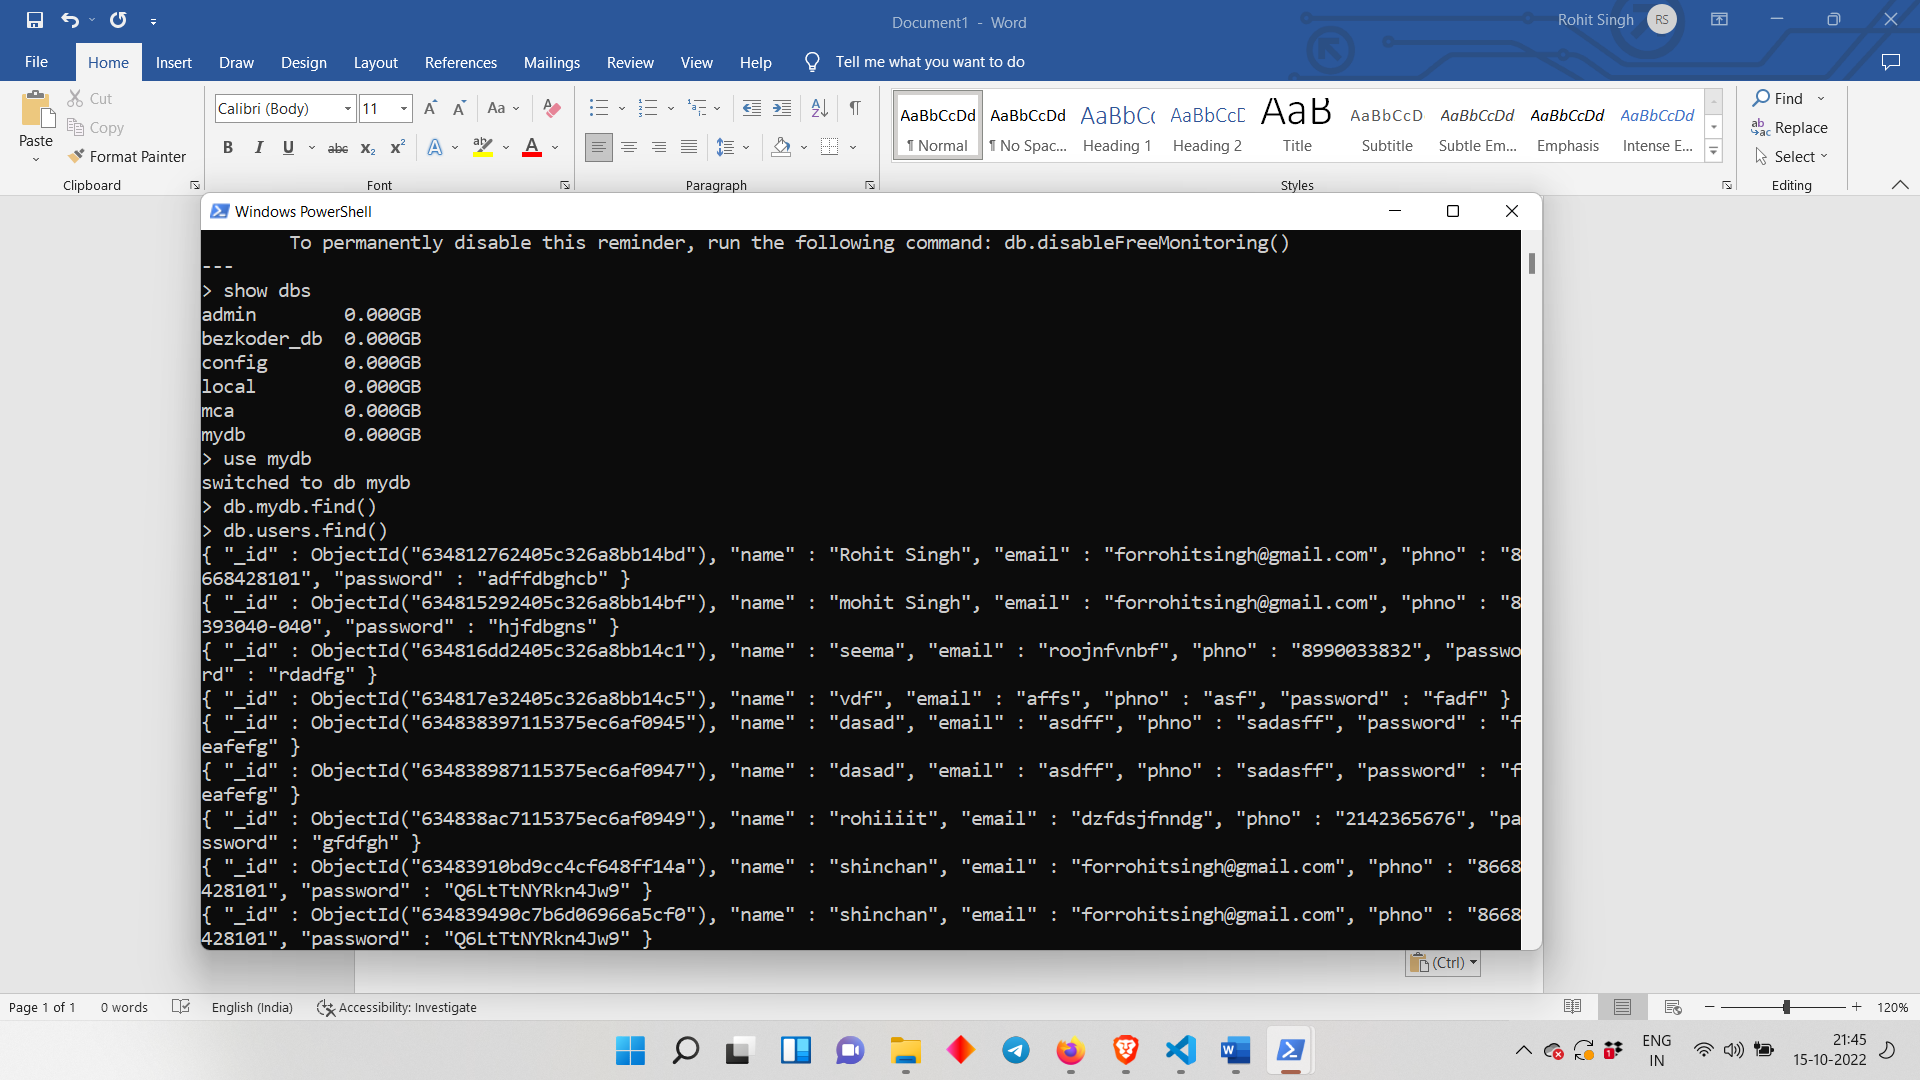 Document1 - Word
Rohit Singh
RS
File
Home
Insert
Draw
Design
Layout
References
Mailings
Review
View
Help
Tell me what you want to do
Paste
Cut
Copy
Format Painter
Clipboard
Calibri (Body)
11
Aa
Font
Paragraph
AaBbCcDd
¶ Normal
AaBbCcDd
¶ No Spac...
AaBbCc
Heading 1
AaBbCcD
Heading 2
AaB
Title
AaBbCcD
Subtitle
AaBbCcDd
Subtle Em...
AaBbCcDd
Emphasis
AaBbCcDd
Intense E...
Styles
Find
Replace
Select
Editing
Windows PowerShell
To permanently disable this reminder, run the following command: db.disableFreeMonitoring()
---
> show dbs
admin 0.000GB
bezkoder_db 0.000GB
config 0.000GB
local 0.000GB
mca 0.000GB
mydb 0.000GB
> use mydb
switched to db mydb
> db.mydb.find()
> db.users.find()
{ "_id" : ObjectId("634812762405c326a8bb14bd"), "name" : "Rohit Singh", "email" : "forrohitsingh@gmail.com", "phno" : "8
668428101", "password" : "adffdbghcb" }
{ "_id" : ObjectId("634815292405c326a8bb14bf"), "name" : "mohit Singh", "email" : "forrohitsingh@gmail.com", "phno" : "8
393040-040", "password" : "hjfdbgns" }
{ "_id" : ObjectId("634816dd2405c326a8bb14c1"), "name" : "seema", "email" : "roojnfvnbf", "phno" : "8990033832", "passwo
rd" : "rdadfg" }
{ "_id" : ObjectId("634817e32405c326a8bb14c5"), "name" : "vdf", "email" : "affs", "phno" : "asf", "password" : "fadf" }
{ "_id" : ObjectId("634838397115375ec6af0945"), "name" : "dasad", "email" : "asdff", "phno" : "sadasff", "password" : "f
eafefg" }
{ "_id" : ObjectId("634838987115375ec6af0947"), "name" : "dasad", "email" : "asdff", "phno" : "sadasff", "password" : "f
eafefg" }
{ "_id" : ObjectId("634838ac7115375ec6af0949"), "name" : "rohiiiit", "email" : "dzfdsjfnndg", "phno" : "2142365676", "pa
ssword" : "gfdfgh" }
{ "_id" : ObjectId("63483910bd9cc4cf648ff14a"), "name" : "shinchan", "email" : "forrohitsingh@gmail.com", "phno" : "8668
428101", "password" : "Q6LtTtNYRkn4Jw9" }
{ "_id" : ObjectId("634839490c7b6d06966a5cf0"), "name" : "shinchan", "email" : "forrohitsingh@gmail.com", "phno" : "8668
428101", "password" : "Q6LtTtNYRkn4Jw9" }
(Ctrl)
Page 1 of 1
0 words
English (India)
Accessibility: Investigate
120%
ENG
IN
21:45
15-10-2022